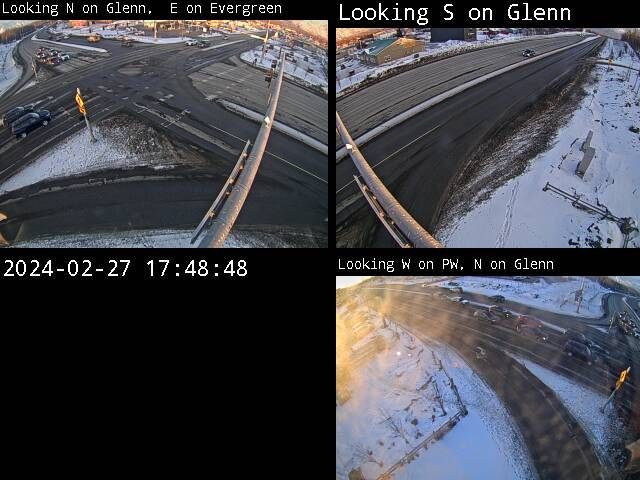 Looking N on Glenn,  E on Evergreen
Looking S on Glenn
2024-02-27 17:48:48
Looking W on PW, N on Glenn